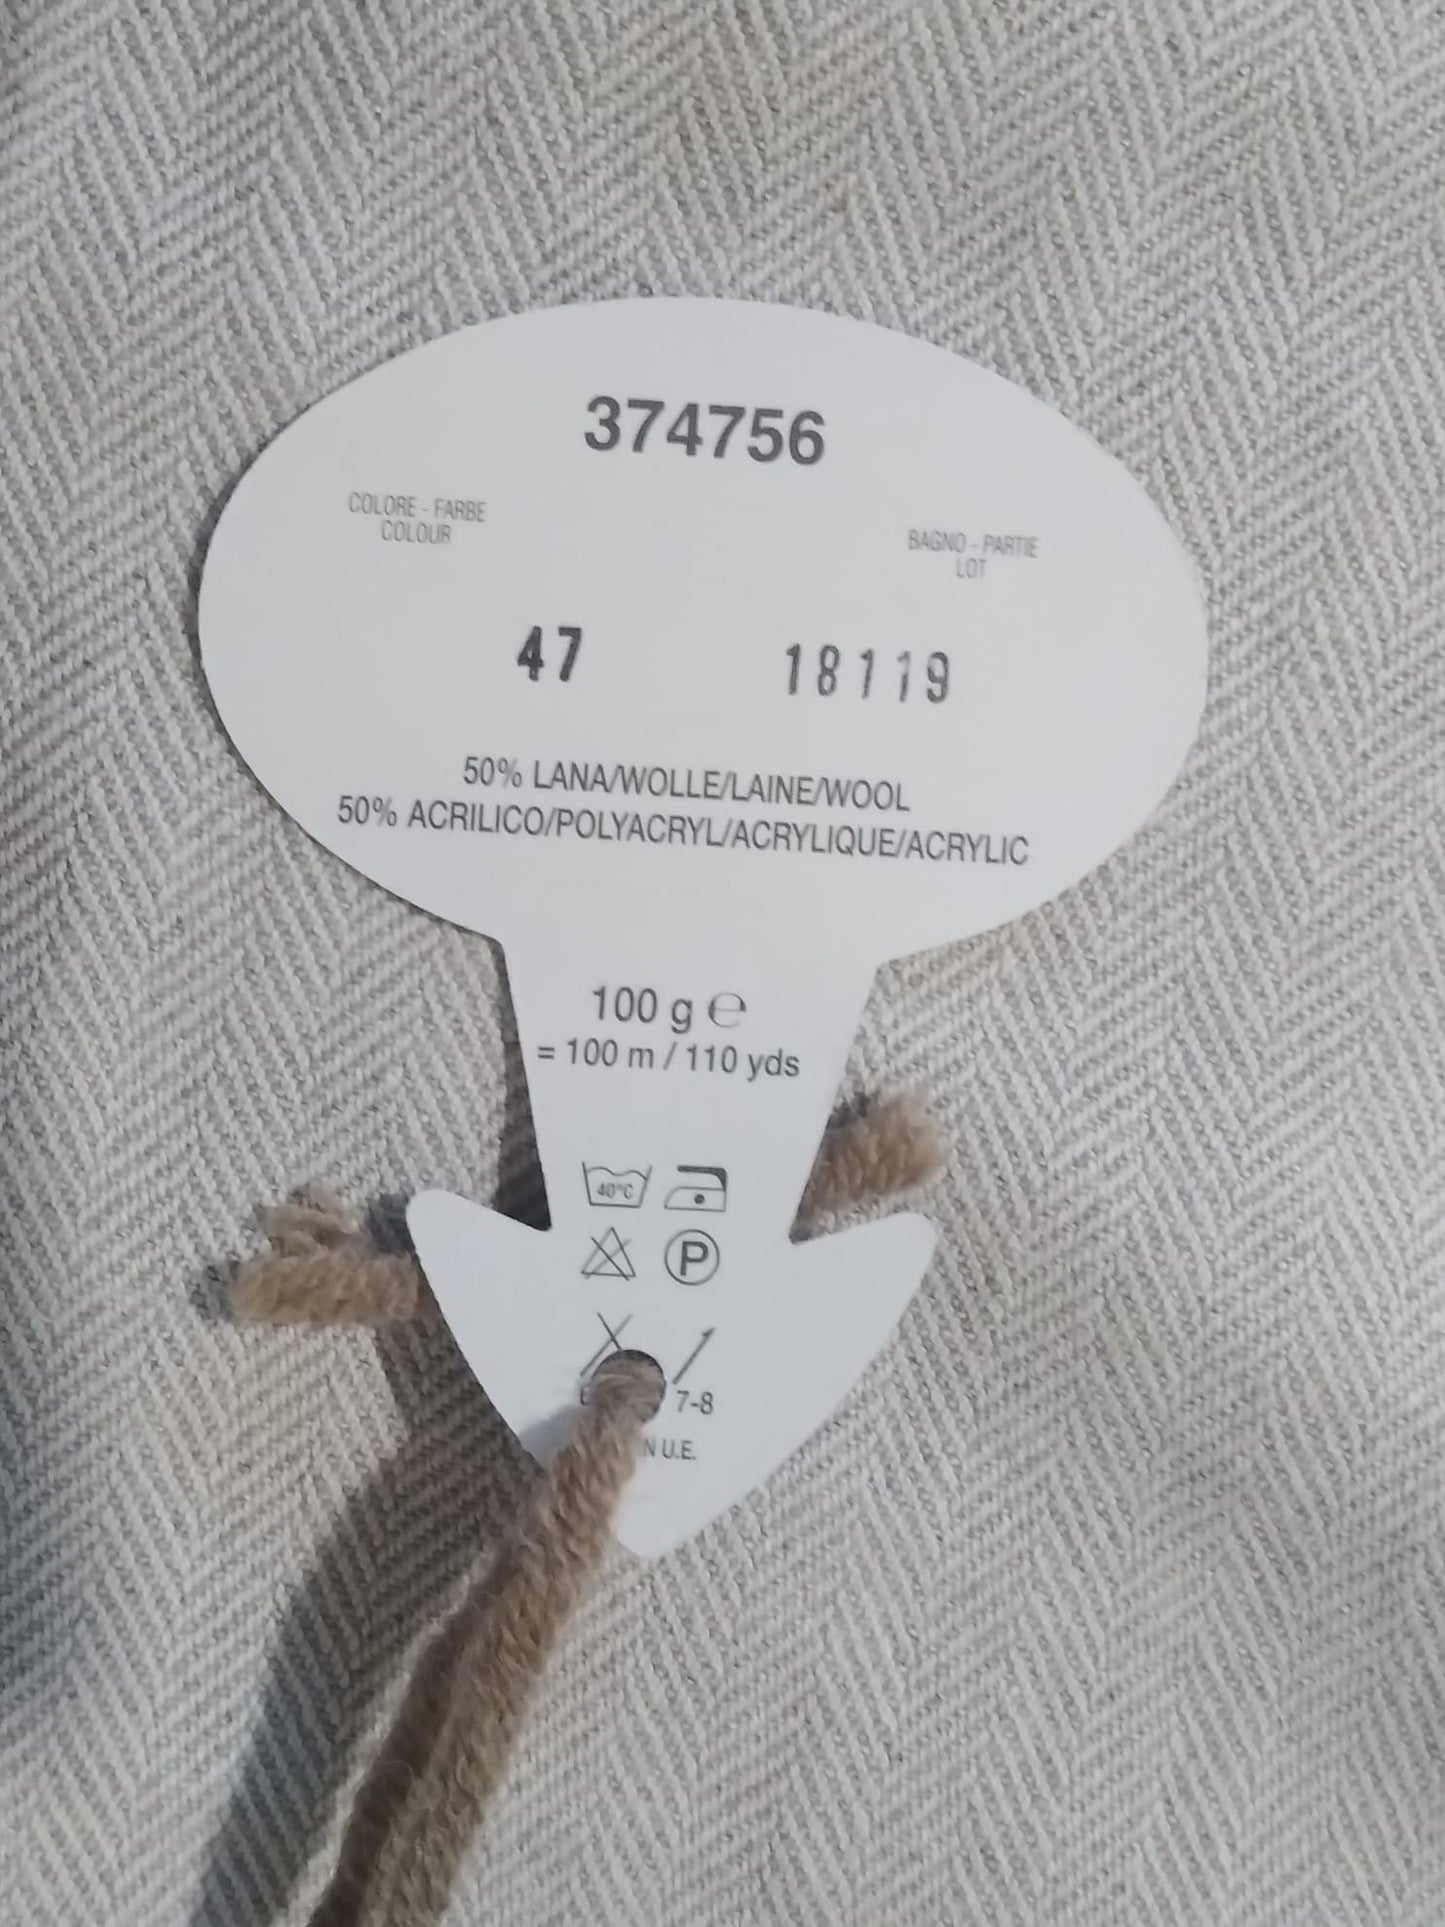 374756
COLORE - FARBE
COLOUR
BAGNO - PARTIE
LOT
47
18119
50% LANA/WOLLE/LAINE/WOOL
50% ACRILICO/POLYACRYL/ACRYLIQUE/ACRYLIC
100 g ℮
= 100 m / 110 yds
40°C
P
7-8
U.E.